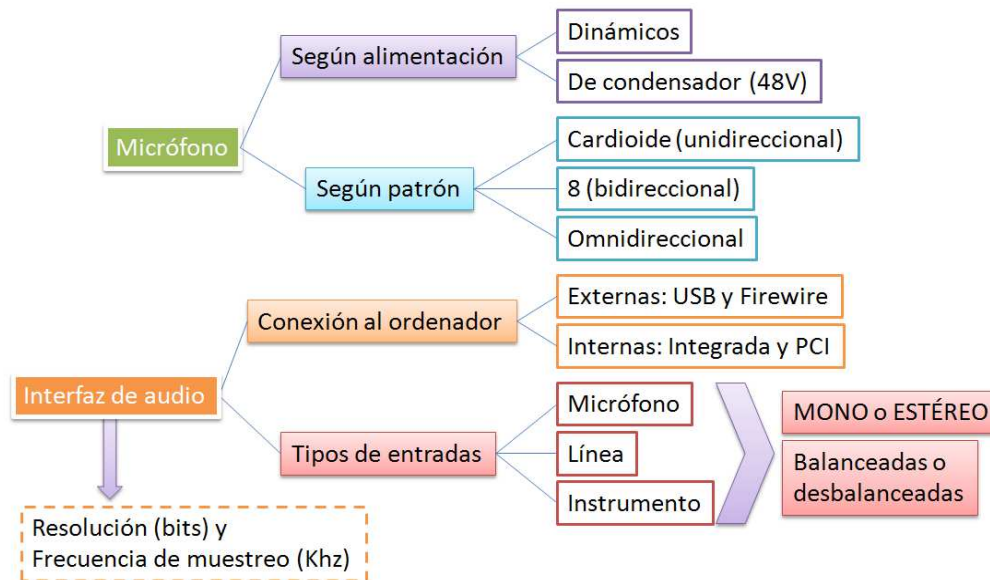 Micrófono
Según alimentación
Dinámicos
De condensador (48V)
Según patrón
Cardioide (unidireccional)
8 (bidireccional)
Omnidireccional
Interfaz de audio
Conexión al ordenador
Externas: USB y Firewire
Internas: Integrada y PCI
Tipos de entradas
Micrófono
Línea
Instrumento
MONO o ESTÉREO
Balanceadas o
desbalanceadas
Resolución (bits) y
Frecuencia de muestreo (Khz)